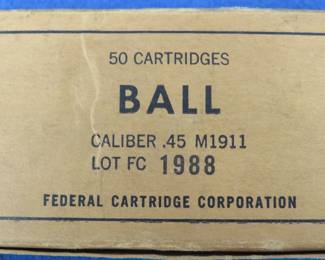 50 CARTRIDGES
BALL
CALIBER .45 M1911
LOT FC 1988
FEDERAL CARTRIDGE CORPORATION